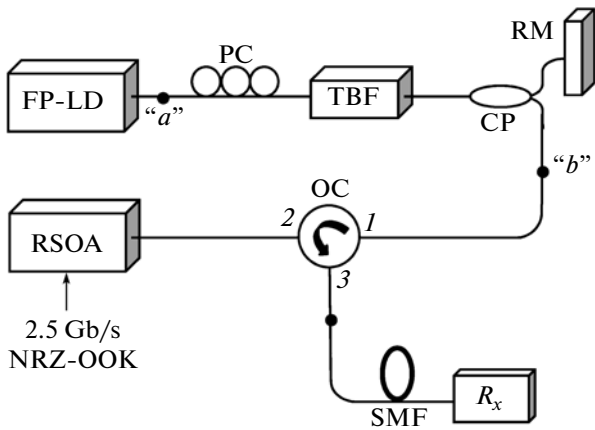 RM
PC
FP-LD
TBF
“a”
CP
“b”
OC
2
1
RSOA
3
2.5 Gb/s
NRZ-OOK
Rx
SMF